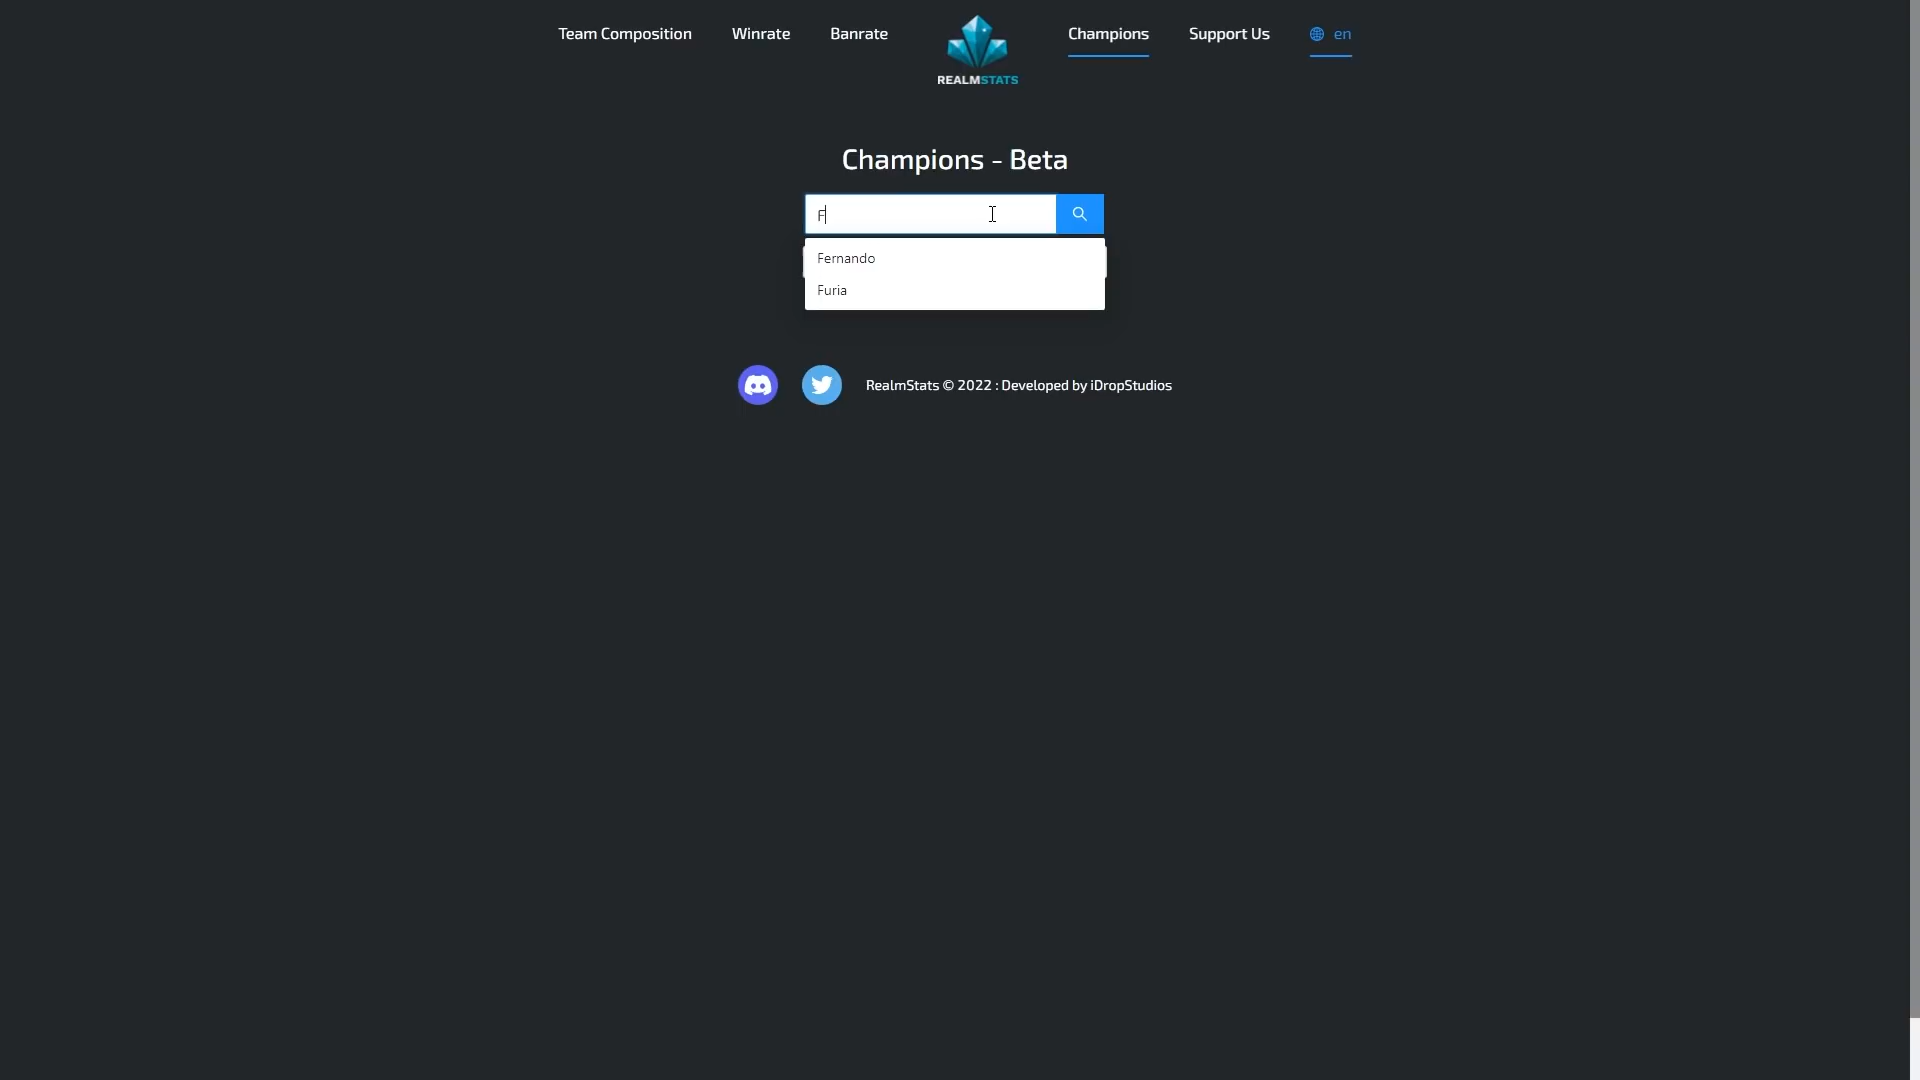 Team Composition
Winrate
Banrate
REALMSTATS
Champions
Support Us
en
Champions - Beta
F
Fernando
Furia
RealmStats © 2022 : Developed by iDropStudios